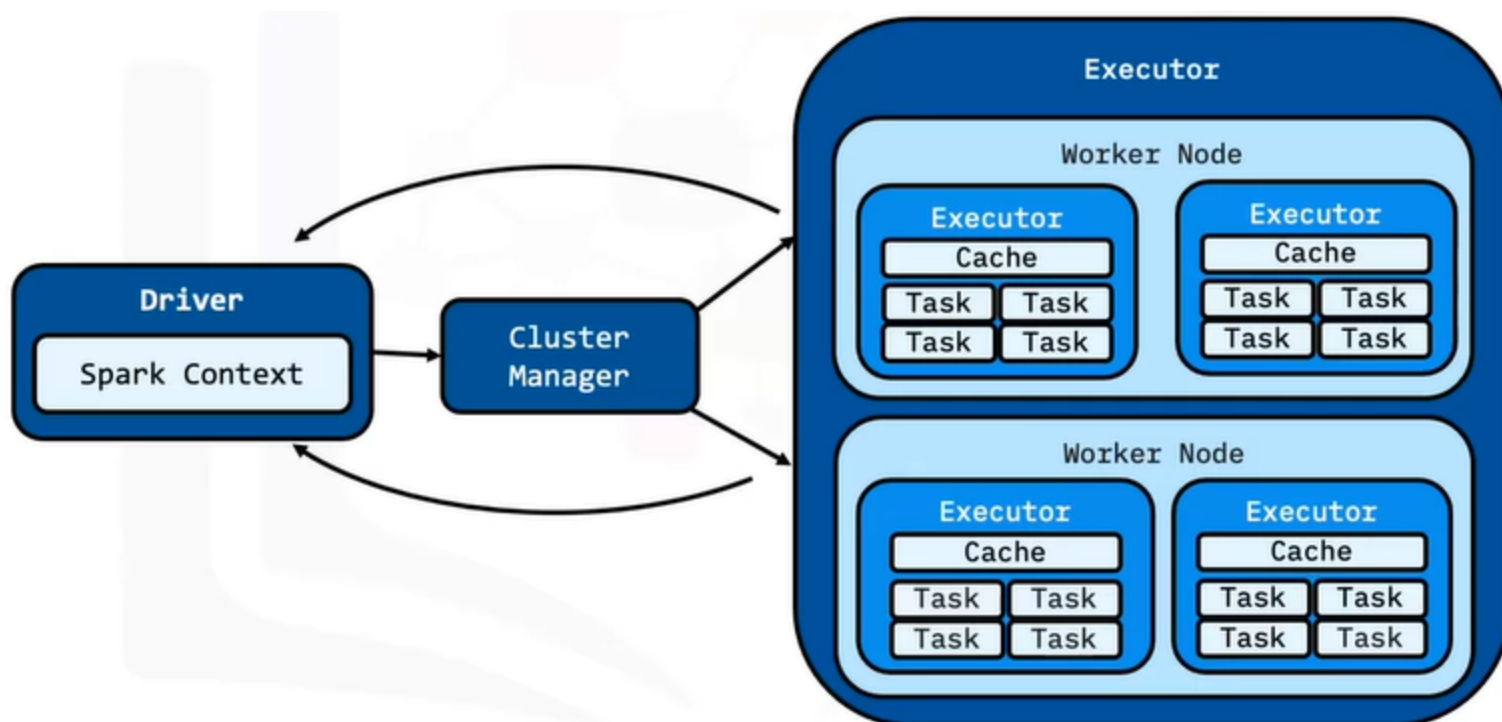 Executor
Worker Node
Executor
Cache
Task Task
Task Task
Executor
Cache
Task Task
Task Task
Driver
Spark Context
Cluster
Manager
Worker Node
Executor
Cache
Task Task
Task Task
Executor
Cache
Task Task
Task Task